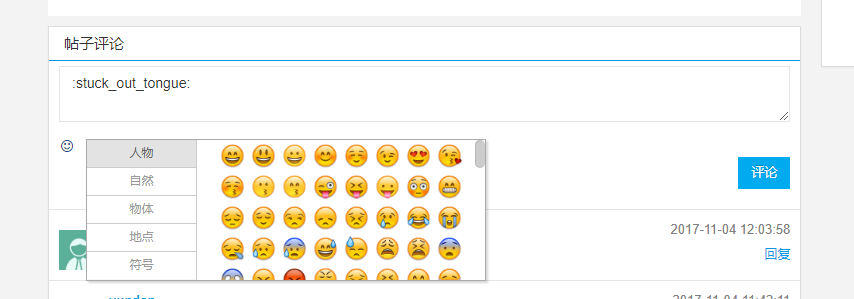 帖子评论
:stuck_out_tongue:
人物
自然
物体
地点
符号
评论
2017-11-04 12:03:58
回复